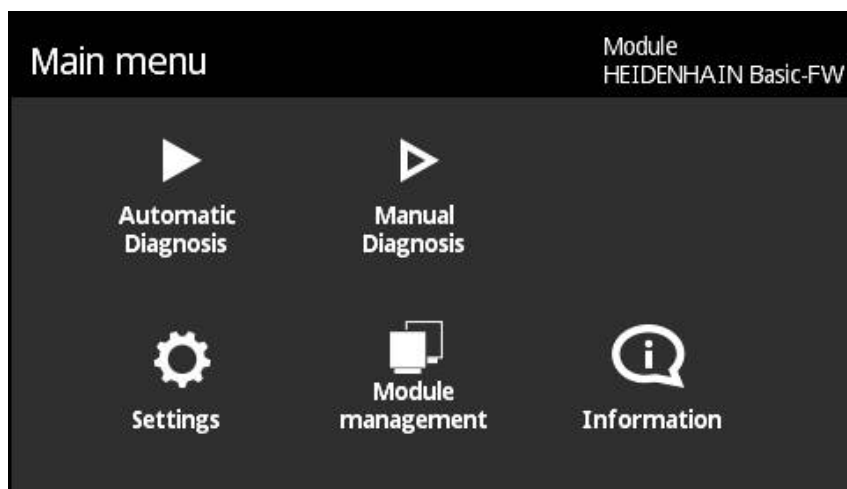 Main menu
Module
HEIDENHAIN Basic-FW
Automatic
Diagnosis
Manual
Diagnosis
Settings
Module
management
Information